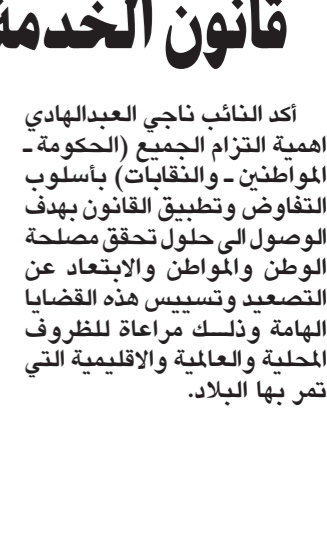 قانون الخدمة
أكد النائب ناجي العبدالهادي
اهمية التزام الجميع (الحكومة ـ
المواطنين ـ والنقابات) بأسلوب
التفاوض وتطبيق القانون بهدف
الوصول الى حلول تحقق مصلحة
الوطن والمواطن والابتعاد عن
التصعيد وتسييس هذه القضايا
الهامة وذلك مراعاة للظروف
المحلية والعالمية والاقليمية التي
تمر بها البلاد.